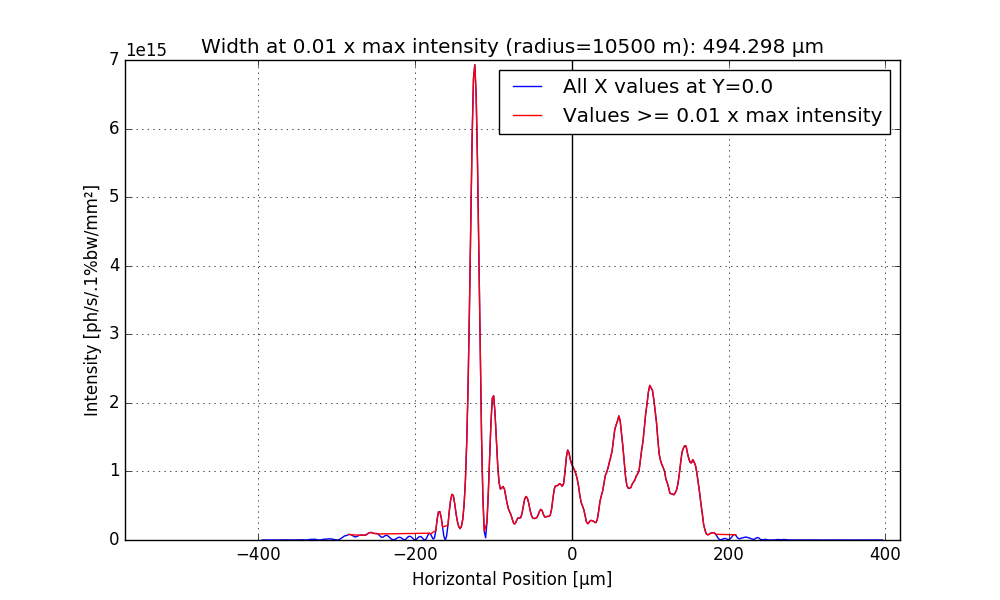 Width at 0.01 x max intensity (radius=10500 m): 494.298 µm
1e15
All X values at Y=0.0
Values >= 0.01 x max intensity
7
6
5
4
3
2
1
0
Intensity [ph/s/.1%bw/mm²]
−400
−200
0
200
400
Horizontal Position [µm]